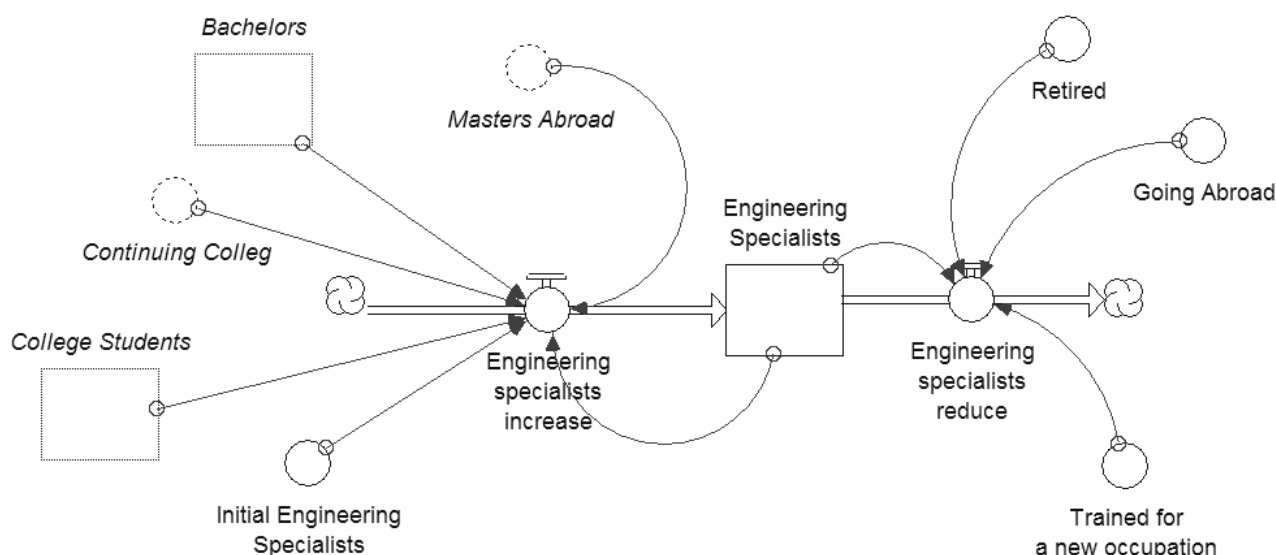 Bachelors
Masters Abroad
Retired
Going Abroad
Continuing Colleg
Engineering
Specialists
College Students
Engineering
specialists
increase
Engineering
specialists
reduce
Initial Engineering
Specialists
Trained for
a new occupation